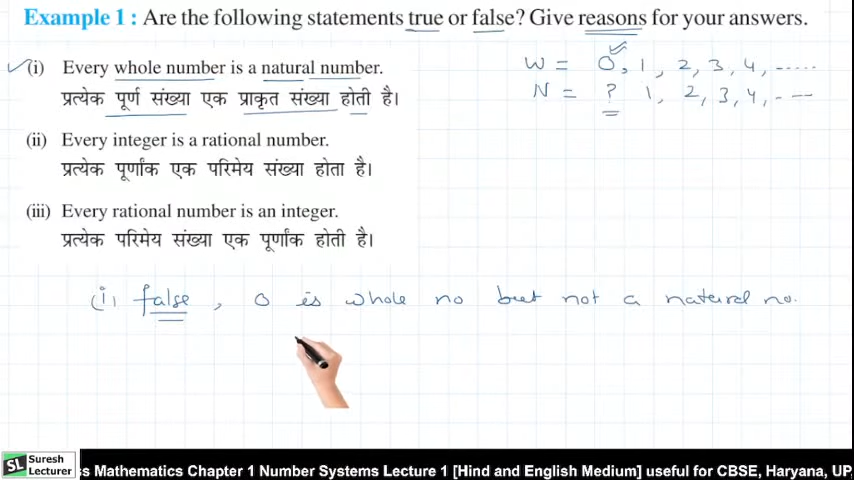 Example 1 : Are the following statements true or false? Give reasons for your answers.
(i) Every whole number is a natural number.
प्रत्येक पूर्ण संख्या एक प्राकृत संख्या होती है।
W = 0, 1, 2, 3, 4, .....
N = ? 1, 2, 3, 4, - --
(ii) Every integer is a rational number.
प्रत्येक पूर्णांक एक परिमेय संख्या होता है।
(iii) Every rational number is an integer.
प्रत्येक परिमेय संख्या एक पूर्णांक होती है।
(i) false, 0 is whole no but not a natural no.
SL Suresh Lecturer
ss Mathematics Chapter 1 Number Systems Lecture 1 [Hind and English Medium] useful for CBSE, Haryana, UP,